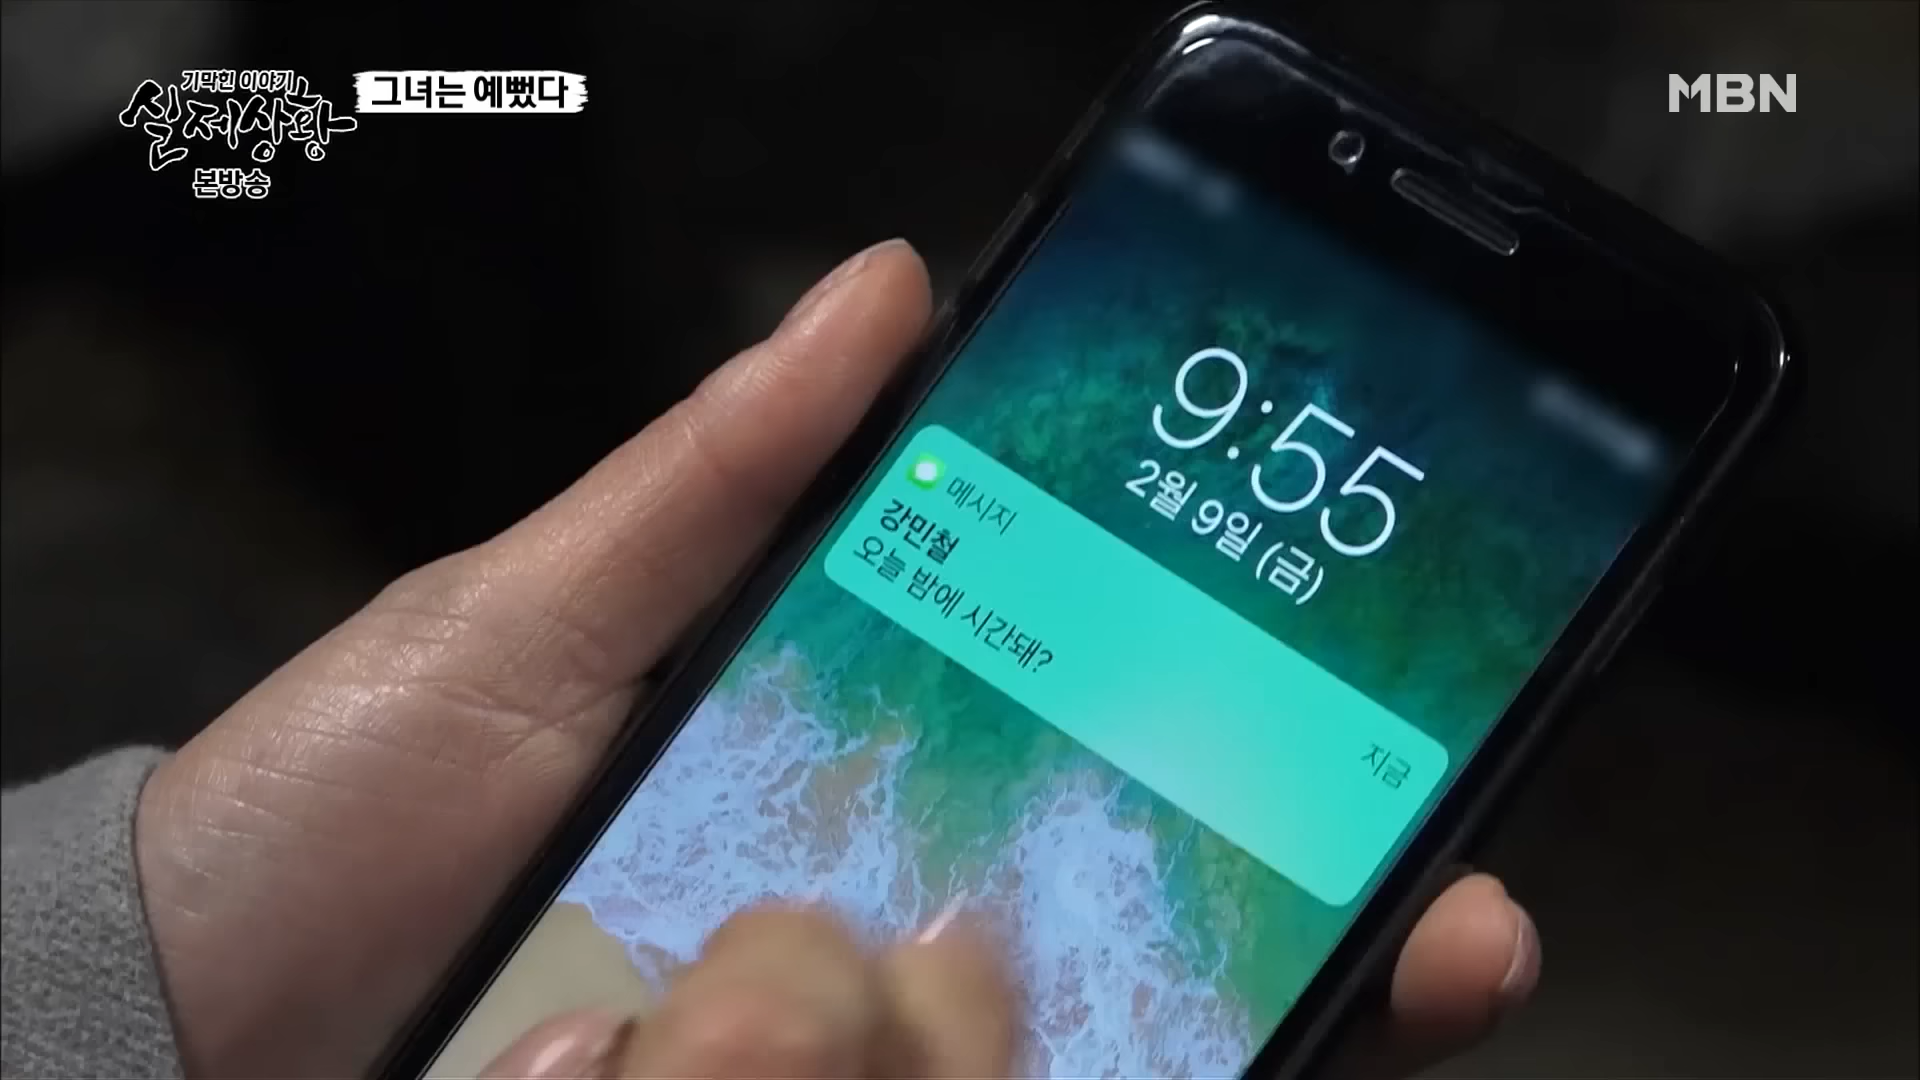 기막힌 이야기
실제상황
본방송
그녀는 예뻤다
MBN
9:55
2월 9일 (금)
메시지
지금
강민철
오늘 밤에 시간돼?